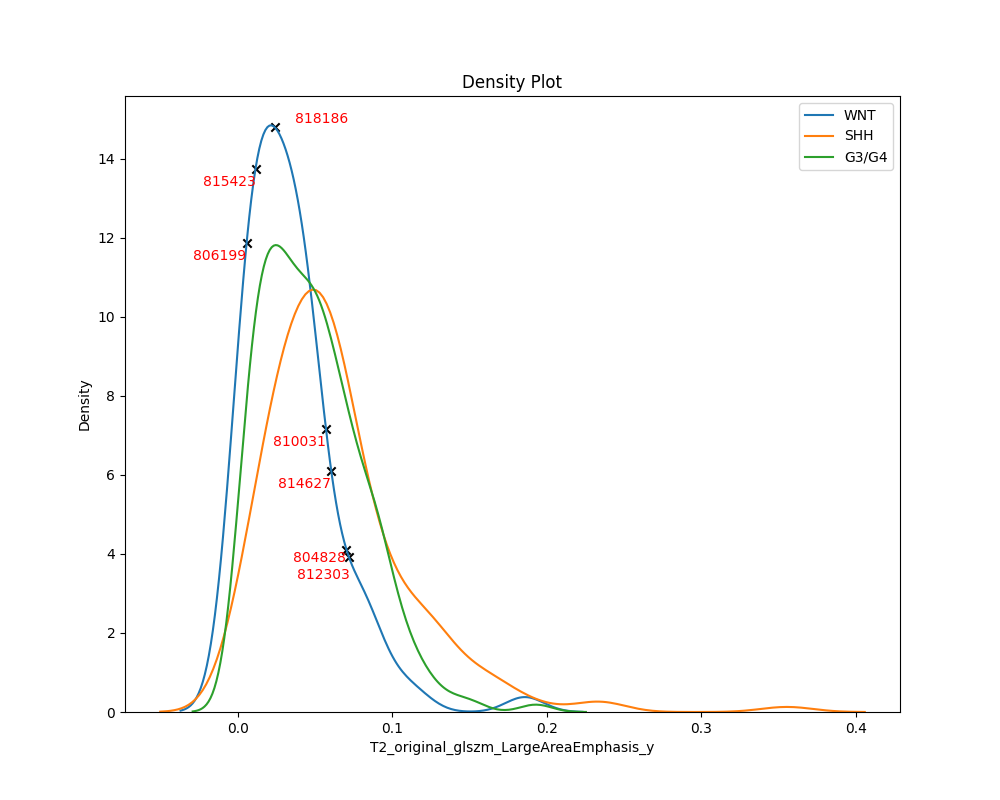 Density Plot
WNT
SHH
G3/G4
818186
815423
806199
810031
814627
804828
812303
14
12
10
8
6
4
2
0
Density
0.0 0.1 0.2 0.3 0.4
T2_original_glszm_LargeAreaEmphasis_y